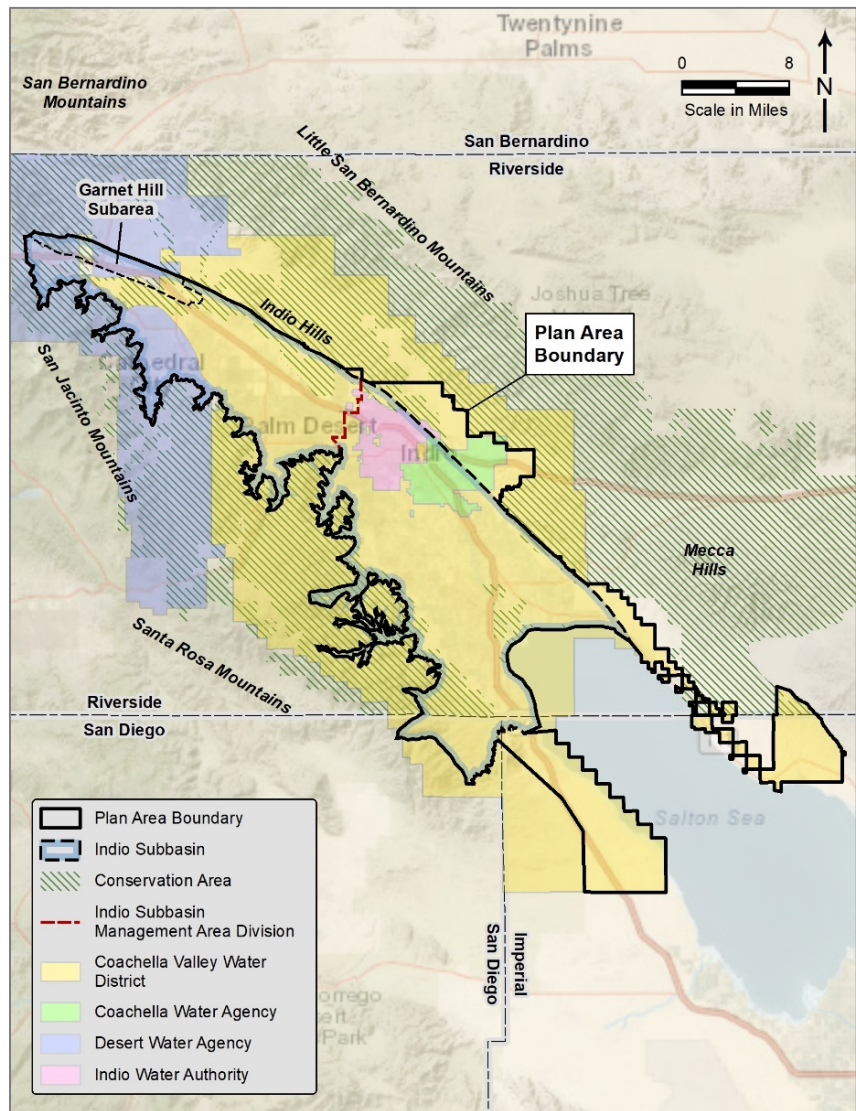 Twentynine
Palms
0 8
Scale in Miles
N
San Bernardino
Mountains
San Bernardino
Riverside
Little San Bernardino Mountains
Garnet Hill
Subarea
Joshua Tree
Indio Hills
Plan Area
Boundary
San Jacinto Mountains
Cathedral
Palm Desert
Indi
Mecca
Hills
Santa Rosa Mountains
Riverside
San Diego
Salton Sea
Imperial
San Diego
Plan Area Boundary
Indio Subbasin
Conservation Area
Indio Subbasin
Management Area Division
Coachella Valley Water
District
Coachella Water Agency
Desert Water Agency
Indio Water Authority
orrego
Park